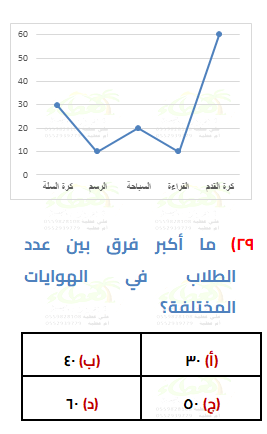 60
50
40
30
20
10
0
كرة السلة الرسم السباحة القراءة كرة القدم
٢٩) ما أكبر فرق بين عدد
الطلاب في الهوايات
المختلفة؟
(أ) ٣٠ (ب) ٤٠
(ج) ٥٠ (د) ٦٠